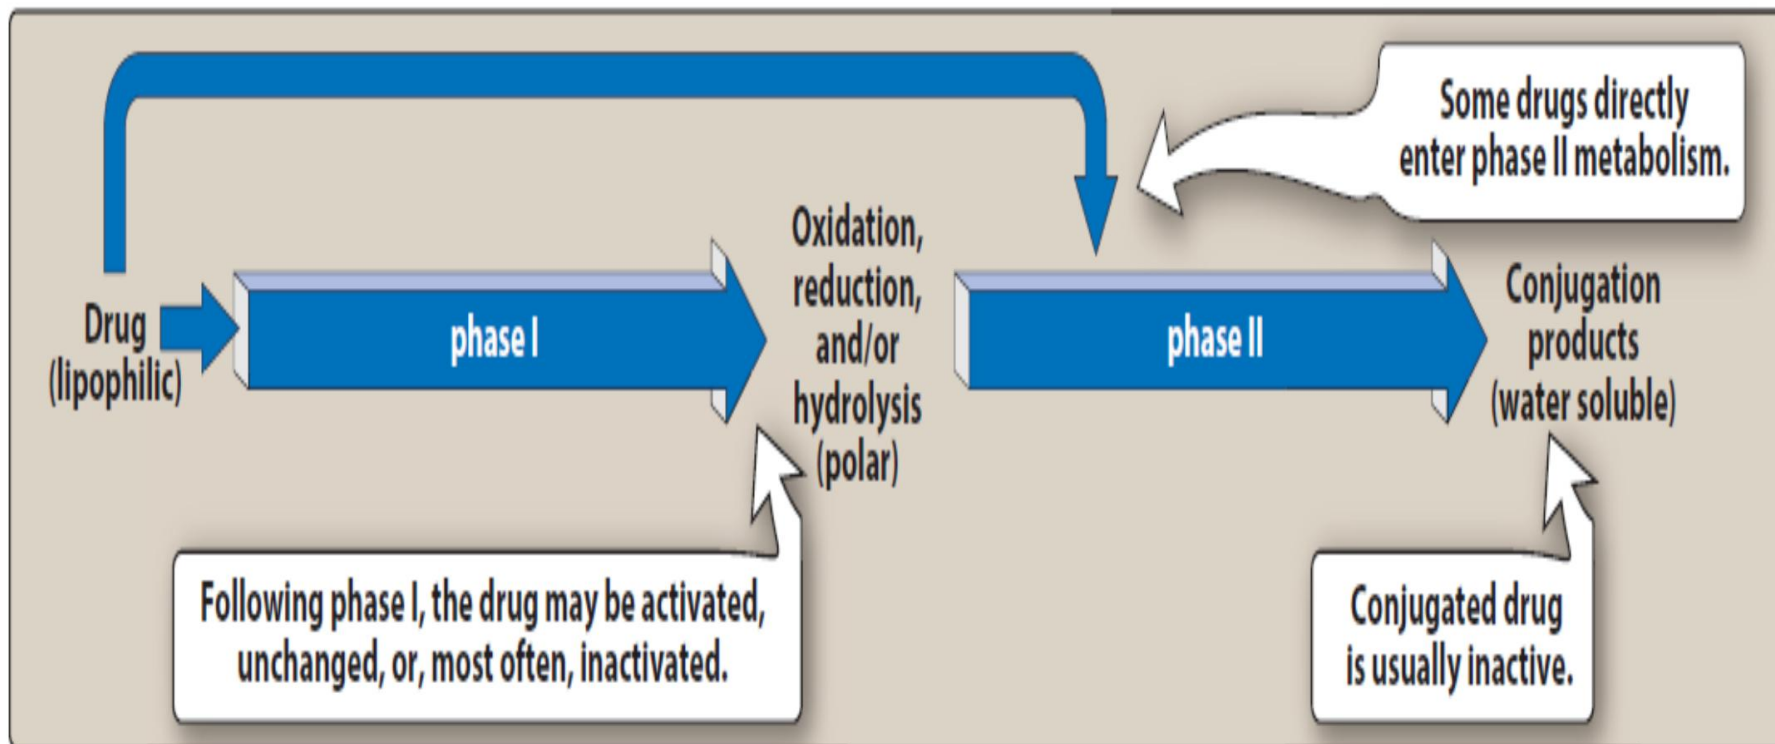 Some drugs directly
enter phase II metabolism.
Drug
(lipophilic)
phase I
Oxidation,
reduction,
and/or
hydrolysis
(polar)
phase II
Conjugation
products
(water soluble)
Following phase I, the drug may be activated,
unchanged, or, most often, inactivated.
Conjugated drug
is usually inactive.